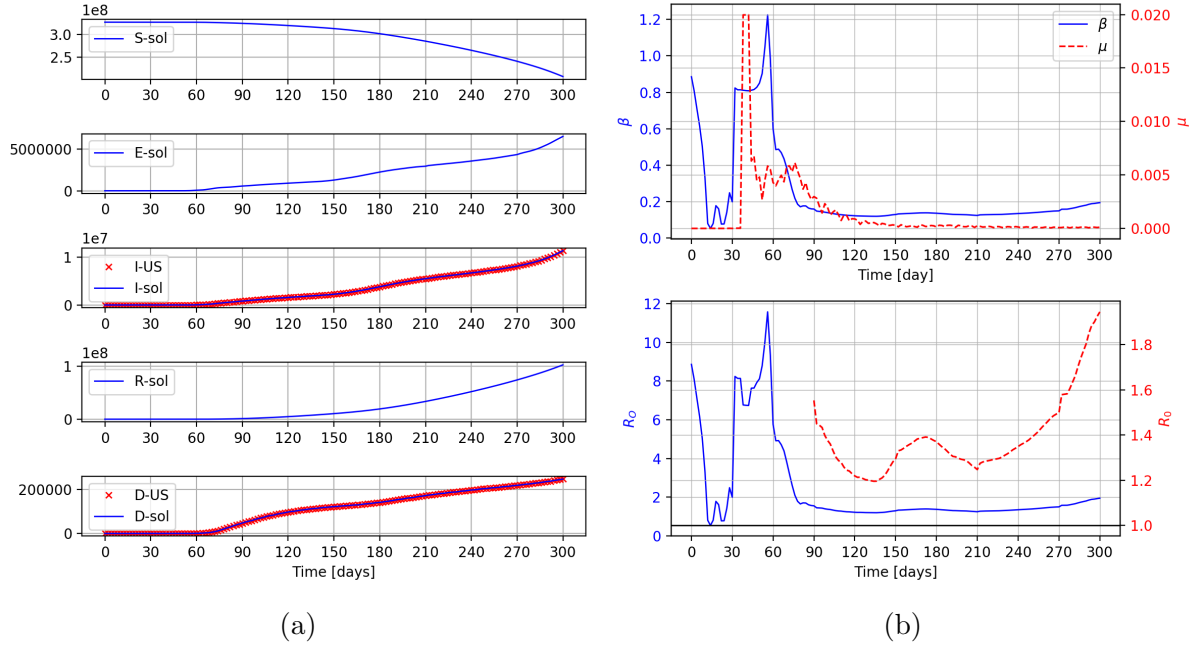 1e8
3.0
2.5
S-sol
0 30 60 90 120 150 180 210 240 270 300
5000000
0
E-sol
0 30 60 90 120 150 180 210 240 270 300
1e7
1
0
I-US
I-sol
0 30 60 90 120 150 180 210 240 270 300
1e8
1
0
R-sol
0 30 60 90 120 150 180 210 240 270 300
200000
0
D-US
D-sol
0 30 60 90 120 150 180 210 240 270 300
Time [days]
(a)
β
1.2
1.0
0.8
0.6
0.4
0.2
0.0
β
μ
0.020
0.015
0.010
0.005
0.000
μ
0 30 60 90 120 150 180 210 240 270 300
Time [day]
R_O
12
10
8
6
4
2
0
1.8
1.6
1.4
1.2
1.0
R_0
0 30 60 90 120 150 180 210 240 270 300
Time [days]
(b)